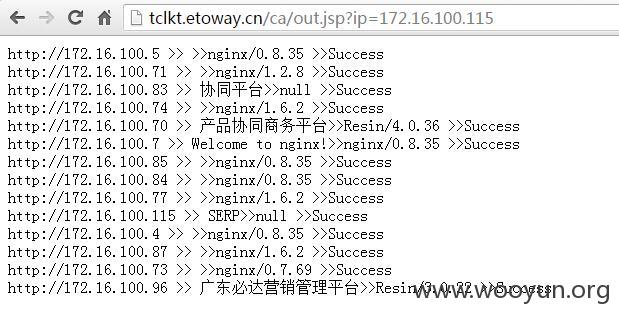 tclkt.etoway.cn/ca/out.jsp?ip=172.16.100.115
http://172.16.100.5 >> >>nginx/0.8.35 >>Success
http://172.16.100.71 >> >>nginx/1.2.8 >>Success
http://172.16.100.83 >> 协同平台>>null >>Success
http://172.16.100.74 >> >>nginx/1.6.2 >>Success
http://172.16.100.70 >> 产品协同商务平台>>Resin/4.0.36 >>Success
http://172.16.100.7 >> Welcome to nginx!>>nginx/0.8.35 >>Success
http://172.16.100.85 >> >>nginx/0.8.35 >>Success
http://172.16.100.84 >> >>nginx/0.8.35 >>Success
http://172.16.100.77 >> >>nginx/1.6.2 >>Success
http://172.16.100.115 >> SERP>>null >>Success
http://172.16.100.4 >> >>nginx/0.8.35 >>Success
http://172.16.100.87 >> >>nginx/1.6.2 >>Success
http://172.16.100.73 >> >>nginx/0.7.69 >>Success
http://172.16.100.96 >> 广东必达营销管理平台>>Resin/3.0.22 >>Success
www.wooyun.org